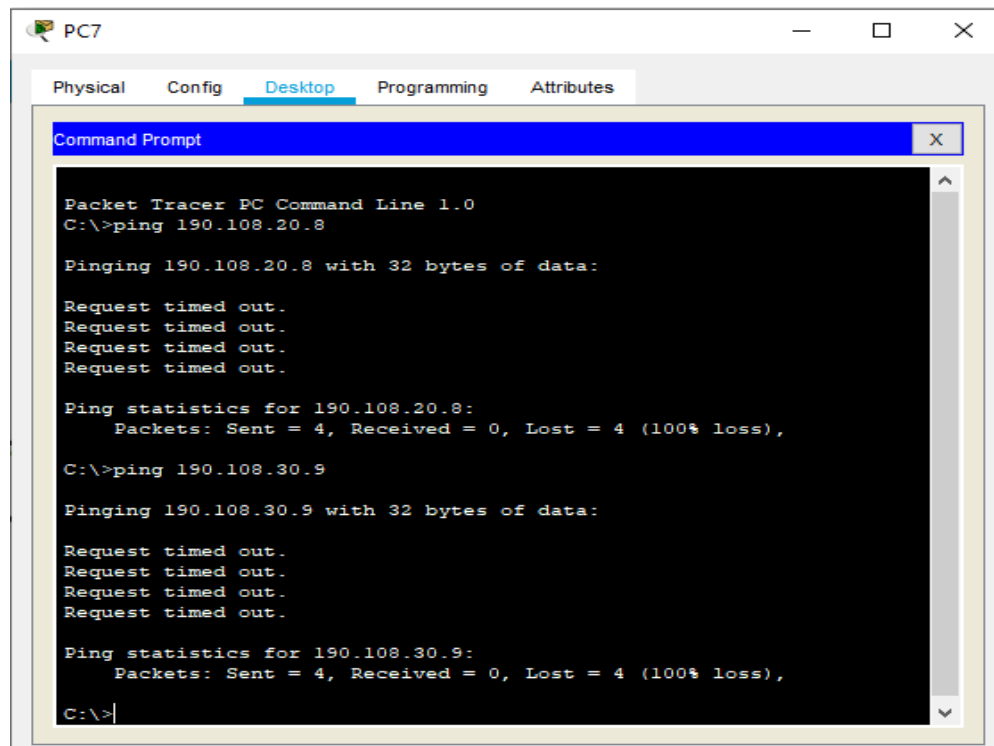 PC7
Physical Config Desktop Programming Attributes
Command Prompt
X
Packet Tracer PC Command Line 1.0
C:\>ping 190.108.20.8
Pinging 190.108.20.8 with 32 bytes of data:
Request timed out.
Request timed out.
Request timed out.
Request timed out.
Ping statistics for 190.108.20.8:
Packets: Sent = 4, Received = 0, Lost = 4 (100% loss),
C:\>ping 190.108.30.9
Pinging 190.108.30.9 with 32 bytes of data:
Request timed out.
Request timed out.
Request timed out.
Request timed out.
Ping statistics for 190.108.30.9:
Packets: Sent = 4, Received = 0, Lost = 4 (100% loss),
C:\>